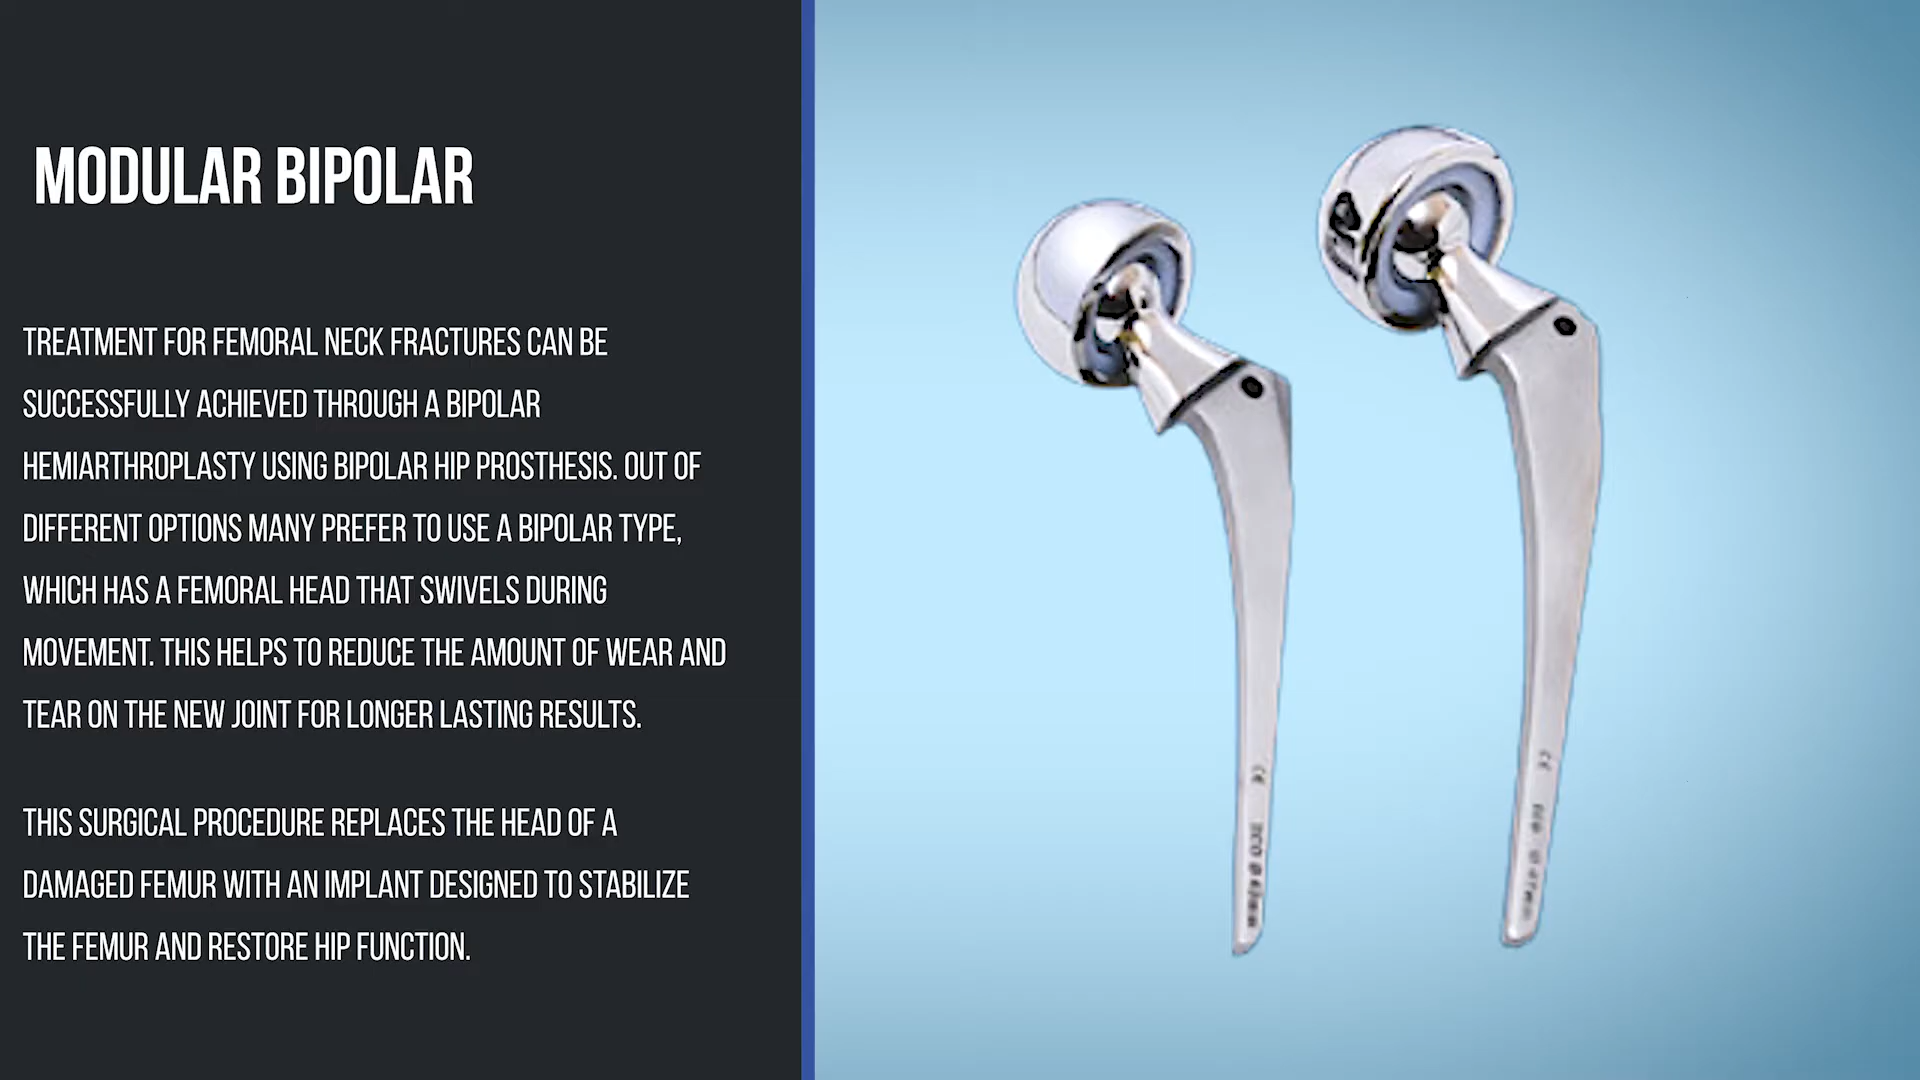 MODULAR BIPOLAR
TREATMENT FOR FEMORAL NECK FRACTURES CAN BE
SUCCESSFULLY ACHIEVED THROUGH A BIPOLAR
HEMIARTHROPLASTY USING BIPOLAR HIP PROSTHESIS. OUT OF
DIFFERENT OPTIONS MANY PREFER TO USE A BIPOLAR TYPE,
WHICH HAS A FEMORAL HEAD THAT SWIVELS DURING
MOVEMENT. THIS HELPS TO REDUCE THE AMOUNT OF WEAR AND
TEAR ON THE NEW JOINT FOR LONGER LASTING RESULTS.
THIS SURGICAL PROCEDURE REPLACES THE HEAD OF A
DAMAGED FEMUR WITH AN IMPLANT DESIGNED TO STABILIZE
THE FEMUR AND RESTORE HIP FUNCTION.
CE
CE